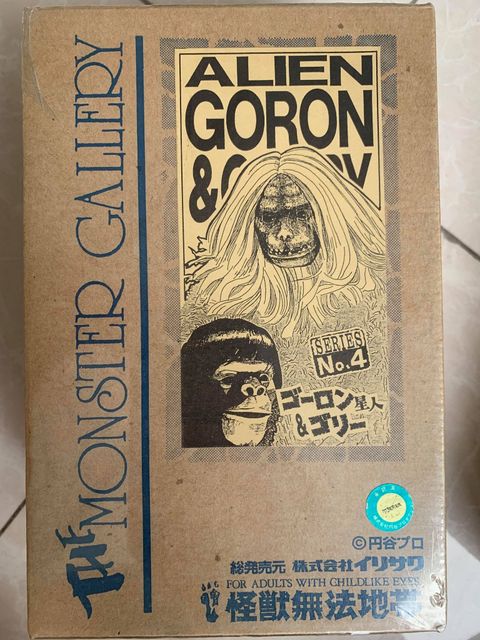 THE MONSTER GALLERY
ALIEN
GORON
&
SERIES
No.4
ゴーロン星人
&ゴリー
©円谷プロ
総発売元 株式会社イリサワ
FOR ADULTS WITH CHILDLIKE EYES
怪獣無法地帯